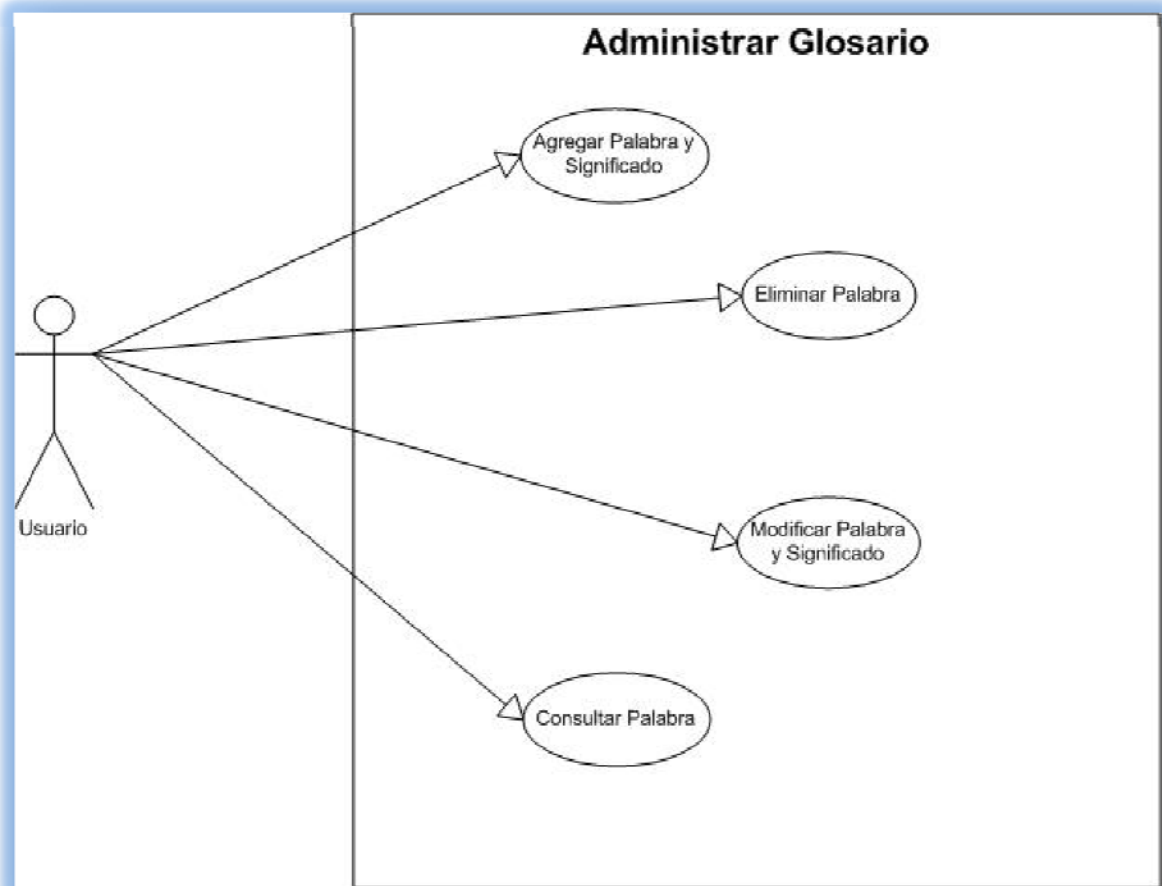 Administrar Glosario
Agregar Palabra y
Significado
Eliminar Palabra
Usuario
Modificar Palabra
y Significado
Consultar Palabra